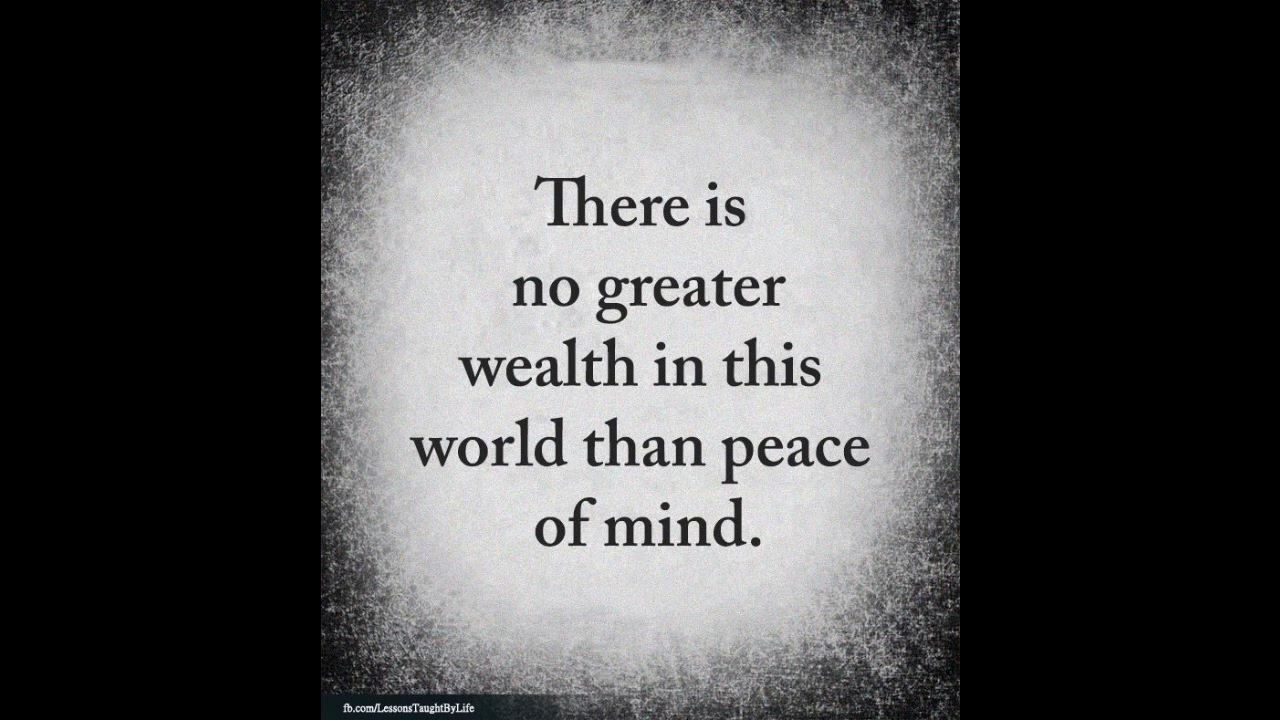 There is
no greater
wealth in this
world than peace
of mind.
fb.com/LessonsTaughtByLife